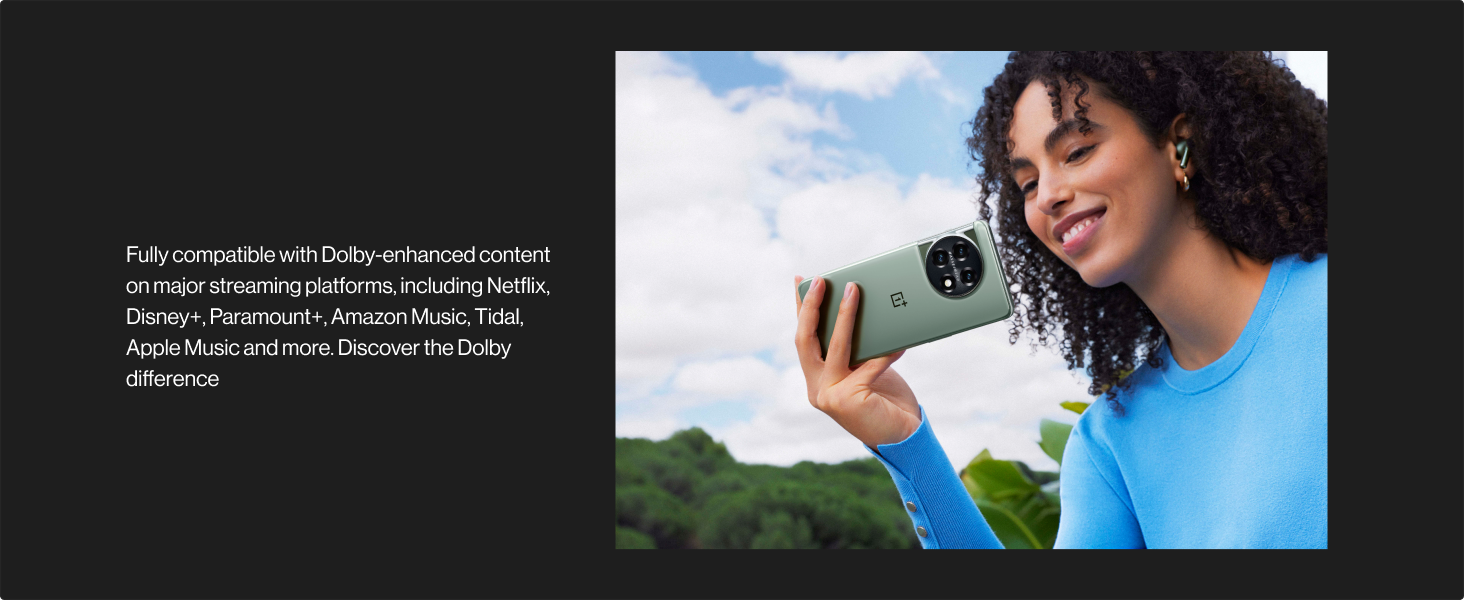 Fully compatible with Dolby-enhanced content
on major streaming platforms, including Netflix,
Disney+, Paramount+, Amazon Music, Tidal,
Apple Music and more. Discover the Dolby
difference